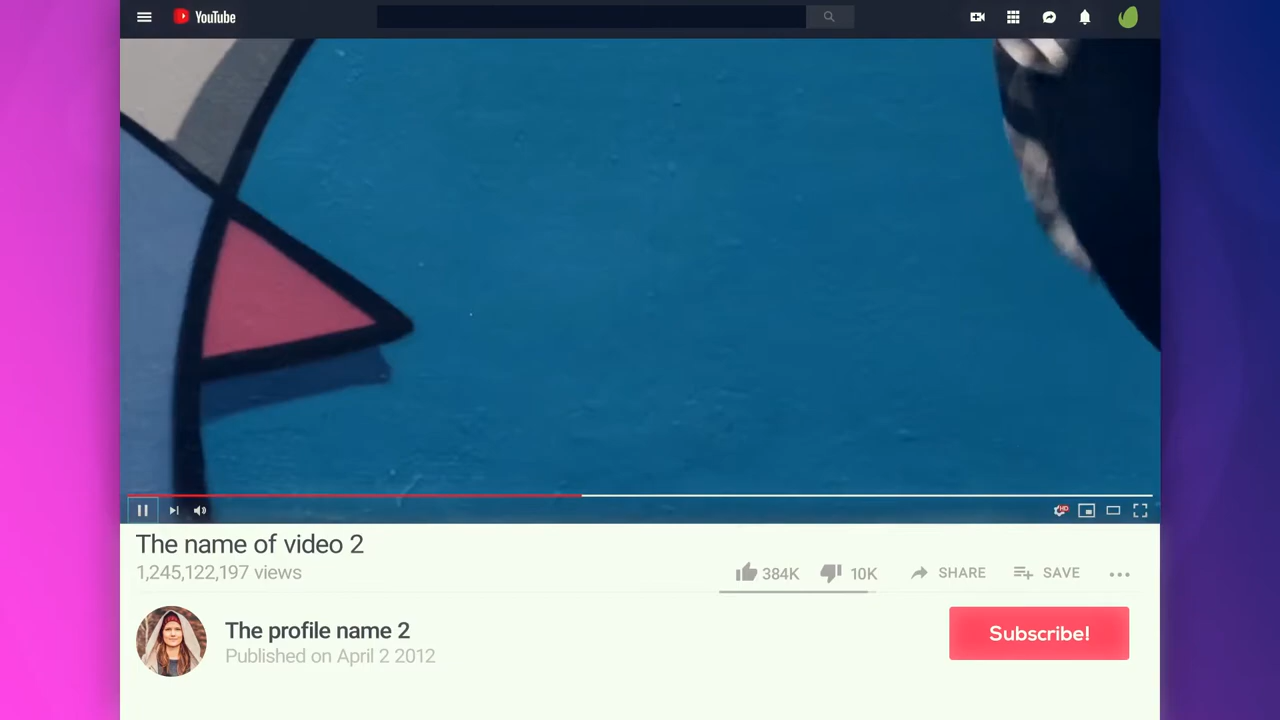 YouTube
HD
The name of video 2
1,245,122,197 views
384K
10K
SHARE
SAVE
The profile name 2
Published on April 2 2012
Subscribe!